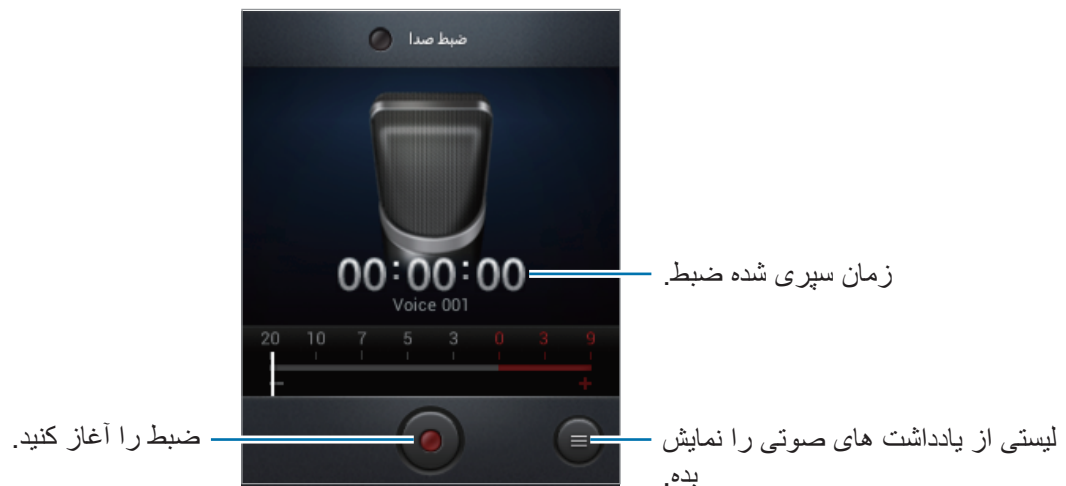 ضبط صدا
00:00:00
زمان سپری شده ضبط.
Voice 001
20 10 7 5 3 0 3 9
− +
ضبط را آغاز کنید.
لیستی از یادداشت های صوتی را نمایش
بده.